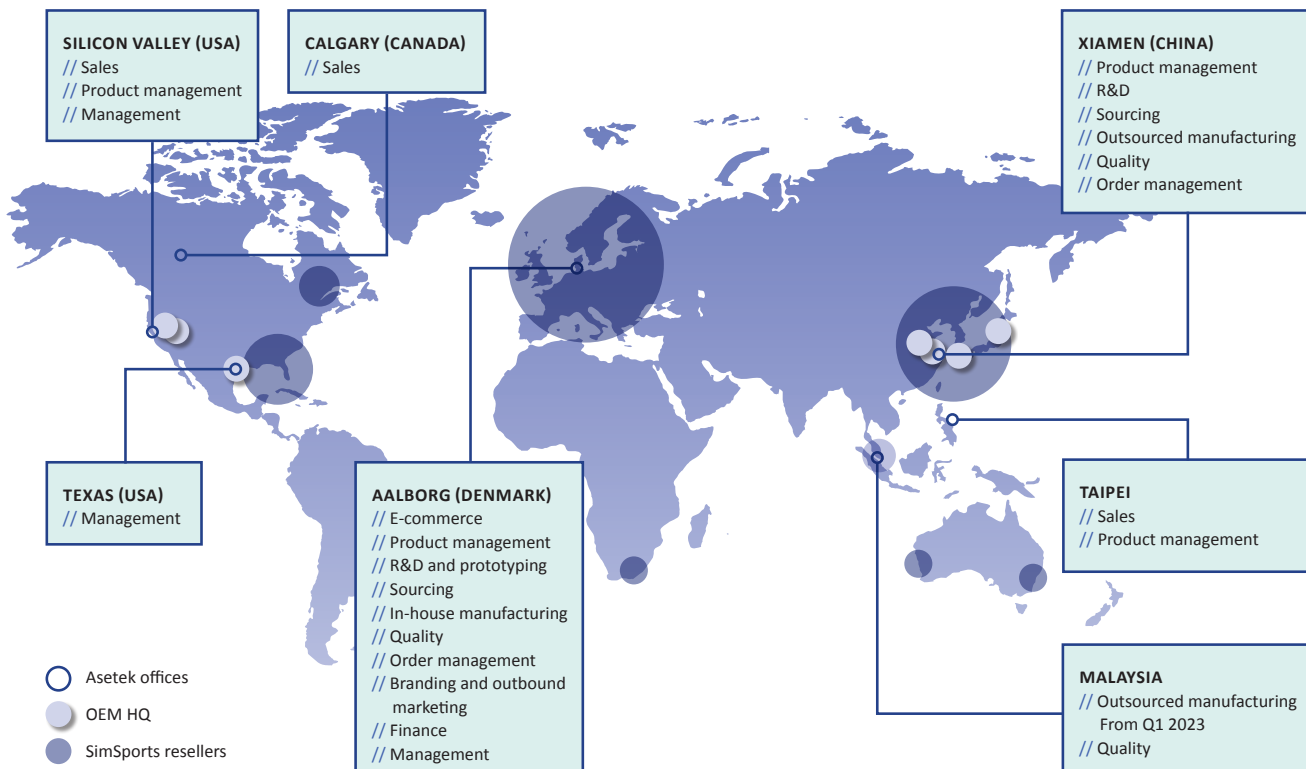 SILICON VALLEY (USA)
// Sales
// Product management
// Management
CALGARY (CANADA)
// Sales
XIAMEN (CHINA)
// Product management
// R&D
// Sourcing
// Outsourced manufacturing
// Quality
// Order management
TEXAS (USA)
// Management
AALBORG (DENMARK)
// E-commerce
// Product management
// R&D and prototyping
// Sourcing
// In-house manufacturing
// Quality
// Order management
// Branding and outbound
marketing
// Finance
// Management
TAIPEI
// Sales
// Product management
MALAYSIA
// Outsourced manufacturing
From Q1 2023
// Quality
Asetek offices
OEM HQ
SimSports resellers